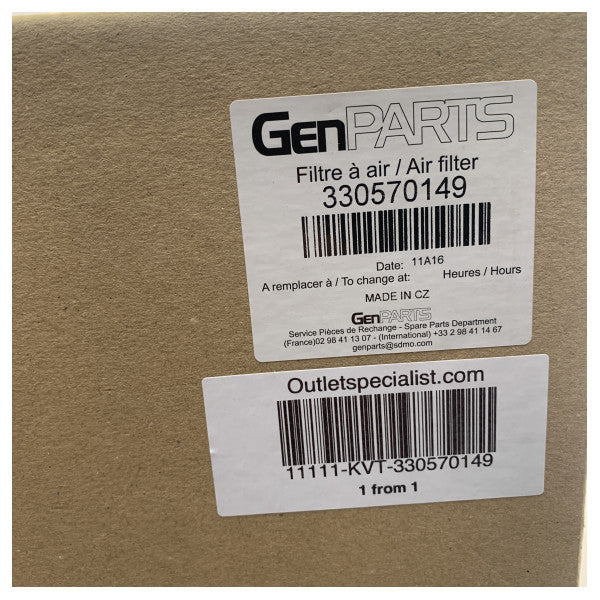 GenPARTS
Filtre à air / Air filter
330570149
Date: 11A16
A remplacer à / To change at: Heures / Hours
MADE IN CZ
GenPARTS
Service Pièces de Rechange - Spare Parts Department
(France)02 98 41 13 07 - (International) +33 2 98 41 14 67
genparts@sdmo.com
Outletspecialist.com
11111-KVT-330570149
1 from 1